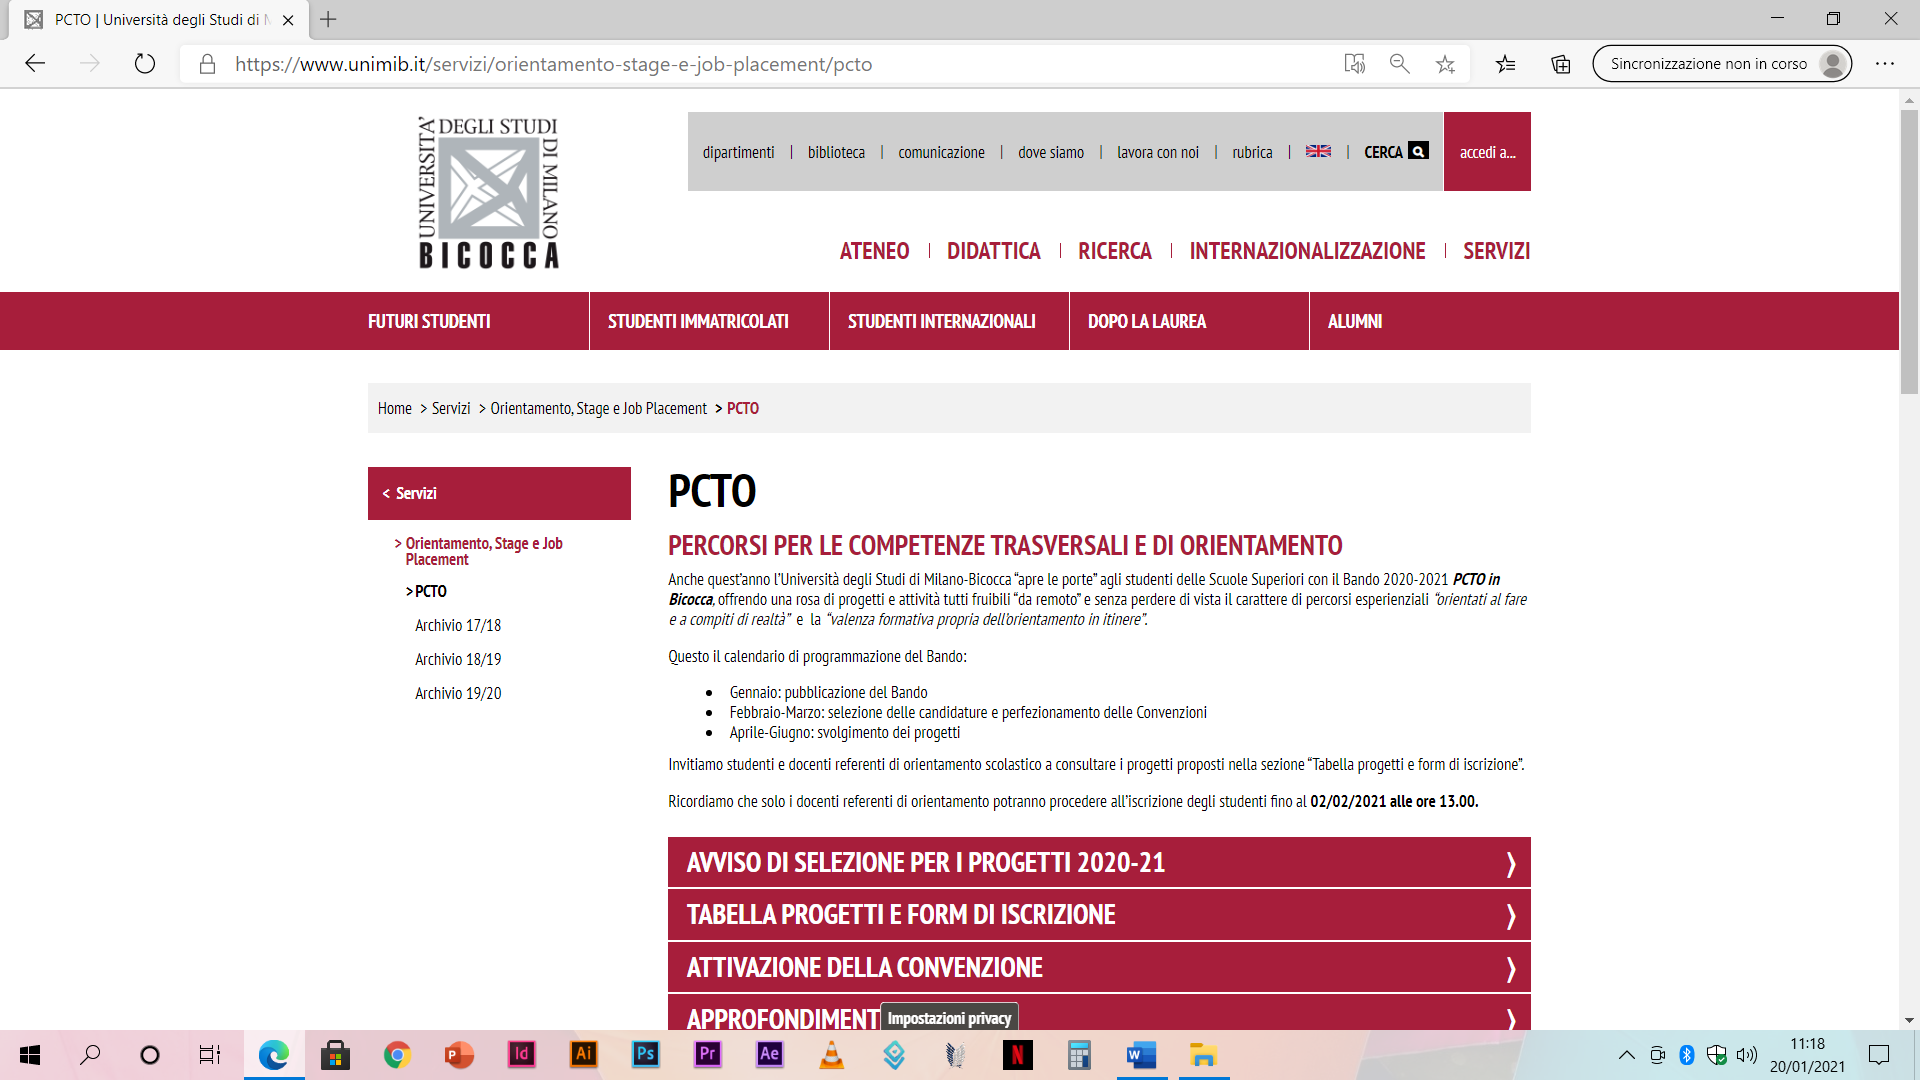 PCTO | Università degli Studi di M
https://www.unimib.it/servizi/orientamento-stage-e-job-placement/pcto
Sincronizzazione non in corso
UNIVERSITA' DEGLI STUDI DI MILANO
BICOCCA
dipartimenti | biblioteca | comunicazione | dove siamo | lavora con noi | rubrica | | CERCA
accedi a...
ATENEO | DIDATTICA | RICERCA | INTERNAZIONALIZZAZIONE | SERVIZI
FUTURI STUDENTI
STUDENTI IMMATRICOLATI
STUDENTI INTERNAZIONALI
DOPO LA LAUREA
ALUMNI
Home > Servizi > Orientamento, Stage e Job Placement > PCTO
< Servizi
> Orientamento, Stage e Job
Placement
> PCTO
Archivio 17/18
Archivio 18/19
Archivio 19/20
PCTO
PERCORSI PER LE COMPETENZE TRASVERSALI E DI ORIENTAMENTO
Anche quest'anno l'Università degli Studi di Milano-Bicocca “apre le porte” agli studenti delle Scuole Superiori con il Bando 2020-2021 PCTO in
Bicocca, offrendo una rosa di progetti e attività tutti fruibili “da remoto” e senza perdere di vista il carattere di percorsi esperienziali “orientati al fare
e a compiti di realtà” e la “valenza formativa propria dell'orientamento in itinere”.
Questo il calendario di programmazione del Bando:
• Gennaio: pubblicazione del Bando
• Febbraio-Marzo: selezione delle candidature e perfezionamento delle Convenzioni
• Aprile-Giugno: svolgimento dei progetti
Invitiamo studenti e docenti referenti di orientamento scolastico a consultare i progetti proposti nella sezione “Tabella progetti e form di iscrizione”.
Ricordiamo che solo i docenti referenti di orientamento potranno procedere all'iscrizione degli studenti fino al 02/02/2021 alle ore 13.00.
AVVISO DI SELEZIONE PER I PROGETTI 2020-21
TABELLA PROGETTI E FORM DI ISCRIZIONE
ATTIVAZIONE DELLA CONVENZIONE
APPROFONDIMENT
Impostazioni privacy
P
Id
Ai
Ps
Pr
Ae
N
W
11:18
20/01/2021